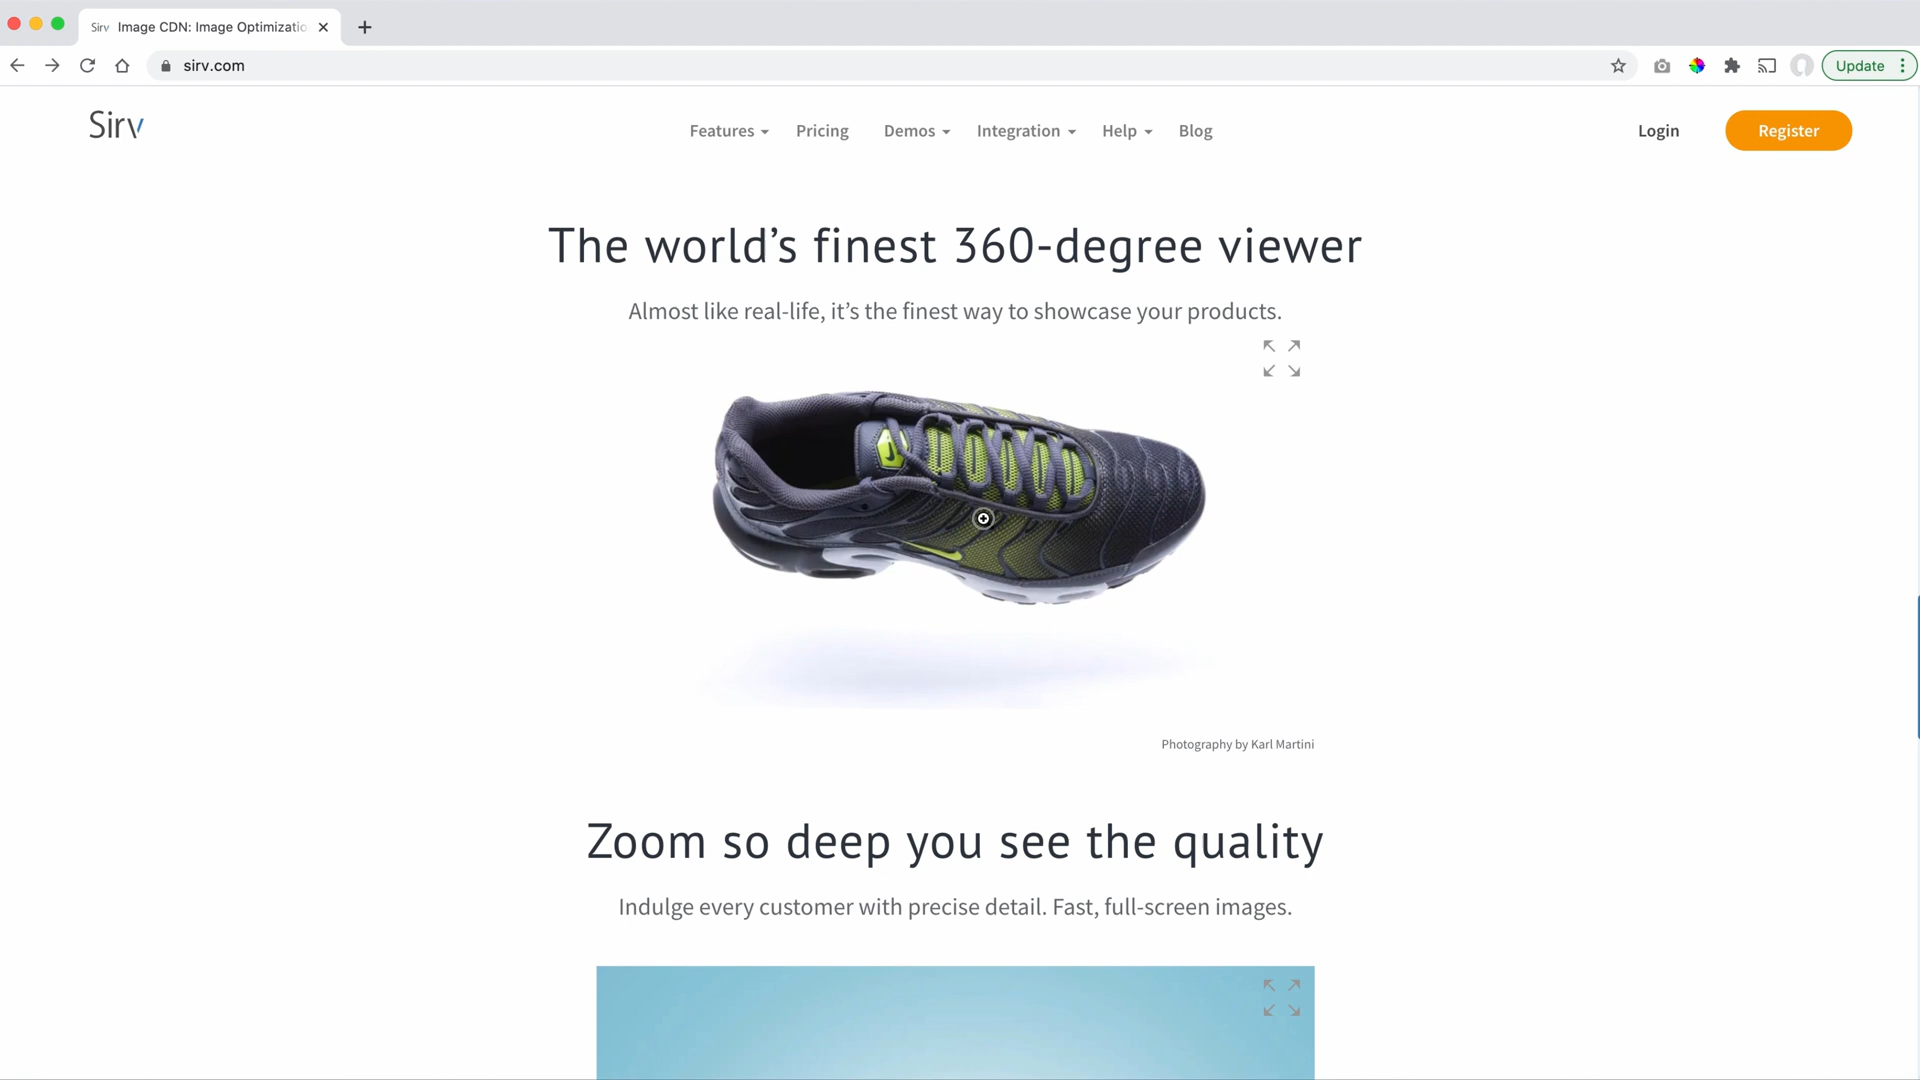 Sirv Image CDN: Image Optimizatio
sirv.com
Update
Sirv
Features
Pricing
Demos
Integration
Help
Blog
Login
Register
The world’s finest 360-degree viewer
Almost like real-life, it’s the finest way to showcase your products.
Photography by Karl Martini
Zoom so deep you see the quality
Indulge every customer with precise detail. Fast, full-screen images.